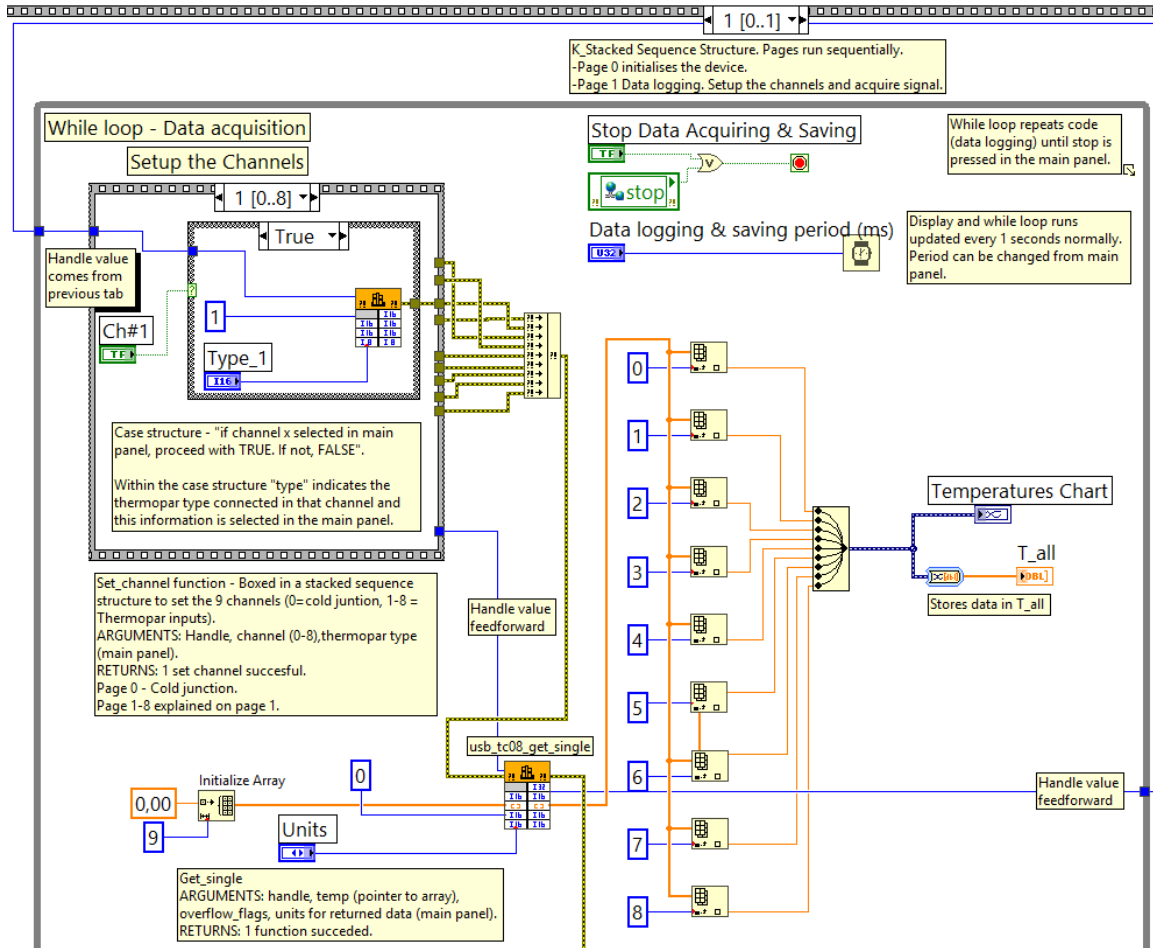 1 [0..1]
K_Stacked Sequence Structure. Pages run sequentially.
-Page 0 initialises the device.
-Page 1 Data logging. Setup the channels and acquire signal.
While loop - Data acquisition
Setup the Channels
1 [0..8]
True
Handle value
comes from
previous tab
Ch#1
TF
1
Type_1
I16
Case structure - "if channel x selected in main
panel, proceed with TRUE. If not, FALSE".
Within the case structure "type" indicates the
thermopar type connected in that channel and
this information is selected in the main panel.
Stop Data Acquiring & Saving
TF
stop
Data logging & saving period (ms)
U32
While loop repeats code
(data logging) until stop is
pressed in the main panel.
Display and while loop runs
updated every 1 seconds normally.
Period can be changed from main
panel.
Set_channel function - Boxed in a stacked sequence
structure to set the 9 channels (0=cold juntion, 1-8 =
Thermopar inputs).
ARGUMENTS: Handle, channel (0-8),thermopar type
(main panel).
RETURNS: 1 set channel succesful.
Page 0 - Cold junction.
Page 1-8 explained on page 1.
Handle value
feedforward
usb_tc08_get_single
Initialize Array
0,00
9
0
Units
Get_single
ARGUMENTS: handle, temp (pointer to array),
overflow_flags, units for returned data (main panel).
RETURNS: 1 function succeded.
0
1
2
3
4
5
6
7
8
Temperatures Chart
T_all
DBL
Stores data in T_all
Handle value
feedforward